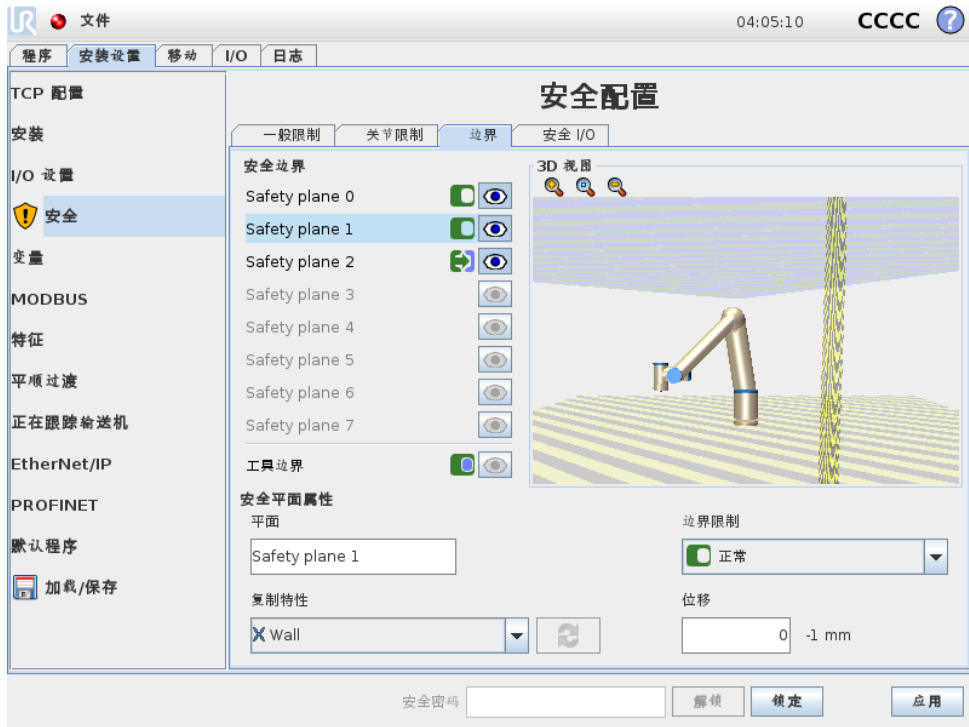 UR 文件 04:05:10 CCCC ?
程序 安装设置 移动 I/O 日志
TCP 配置
安装
I/O 设置
安全
变量
MODBUS
特征
平顺过渡
正在跟踪输送机
EtherNet/IP
PROFINET
默认程序
加载/保存
安全配置
一般限制 关节限制 边界 安全 I/O
安全边界
Safety plane 0
Safety plane 1
Safety plane 2
Safety plane 3
Safety plane 4
Safety plane 5
Safety plane 6
Safety plane 7
工具边界
3D 视图
安全平面属性
平面
Safety plane 1
复制特性
Wall
边界限制
正常
位移
0 -1 mm
安全密码 解锁 锁定 应用